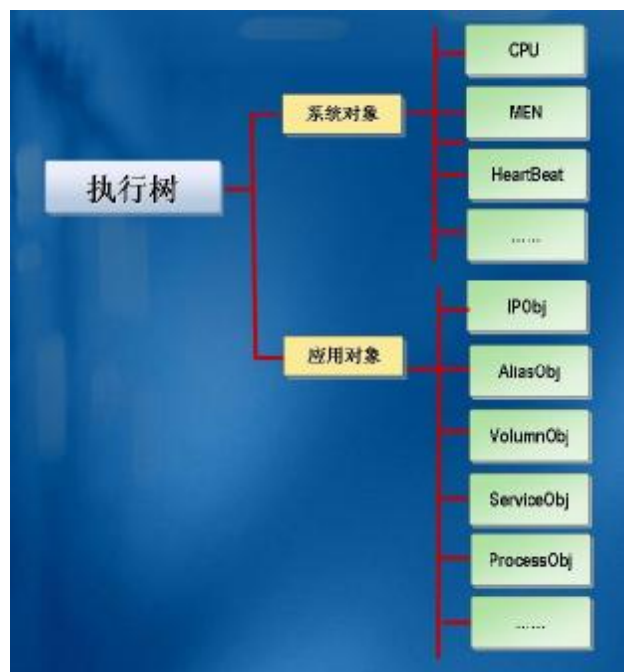 执行树
系统对象
CPU
MEN
HeartBeat
......
应用对象
IPObj
AliasObj
VolumnObj
ServiceObj
ProcessObj
......